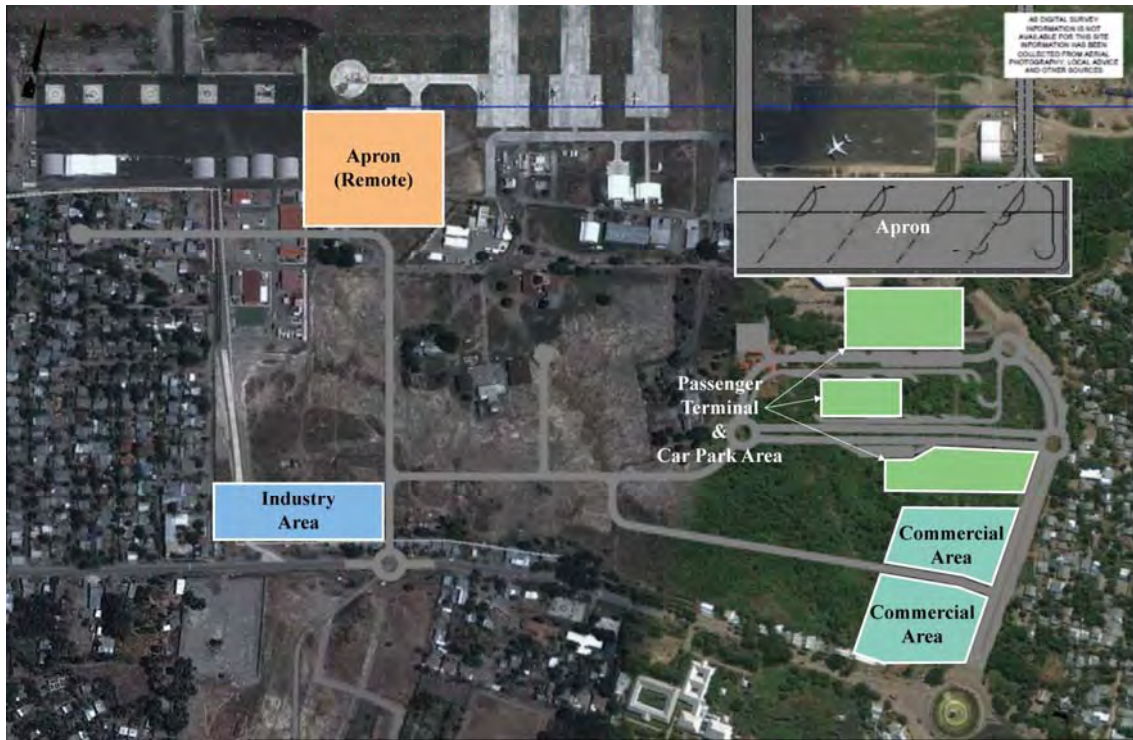 AS DIGITAL SURVEY
INFORMATION IS NOT
AVAILABLE FOR THIS SITE
INFORMATION HAS BEEN
COLLECTED FROM AERIAL
PHOTOGRAPHY, LOCAL ADVICE
AND OTHER SOURCES
Apron
(Remote)
Apron
Passenger
Terminal
&
Car Park Area
Industry
Area
Commercial
Area
Commercial
Area